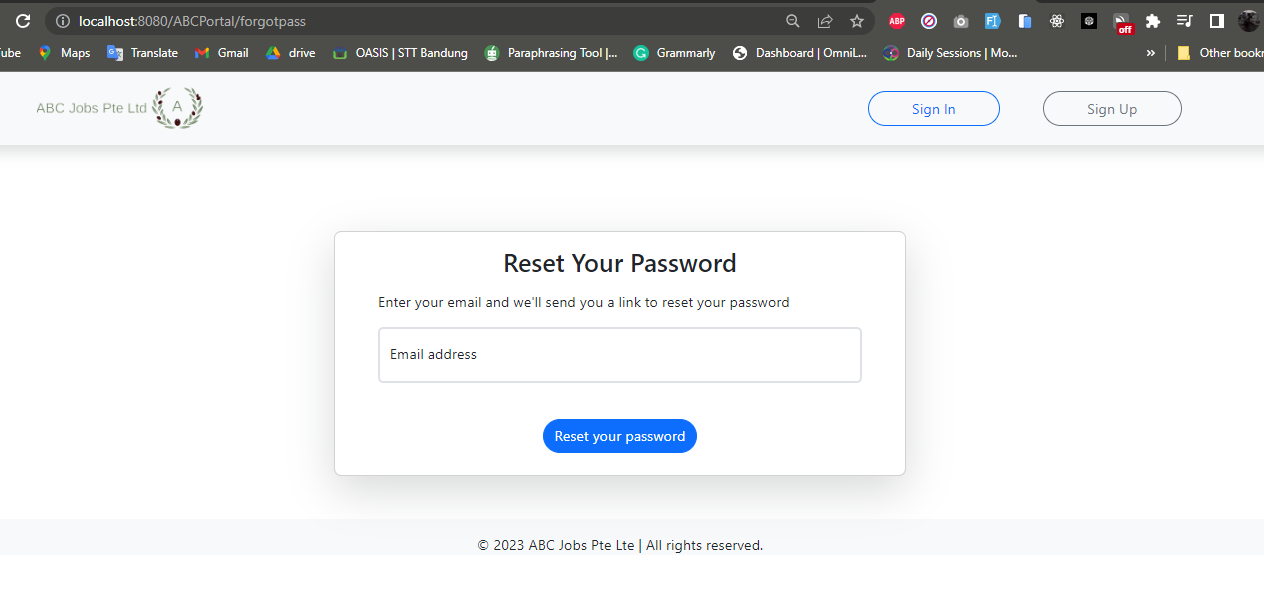 localhost:8080/ABCPortal/forgotpass
ABP
off
ube Maps Translate Gmail drive OASIS | STT Bandung Paraphrasing Tool |... Grammarly Dashboard | OmniL... Daily Sessions | Mo... » Other bookr
ABC Jobs Pte Ltd A Sign In Sign Up
Reset Your Password
Enter your email and we'll send you a link to reset your password
Email address
Reset your password
© 2023 ABC Jobs Pte Lte | All rights reserved.